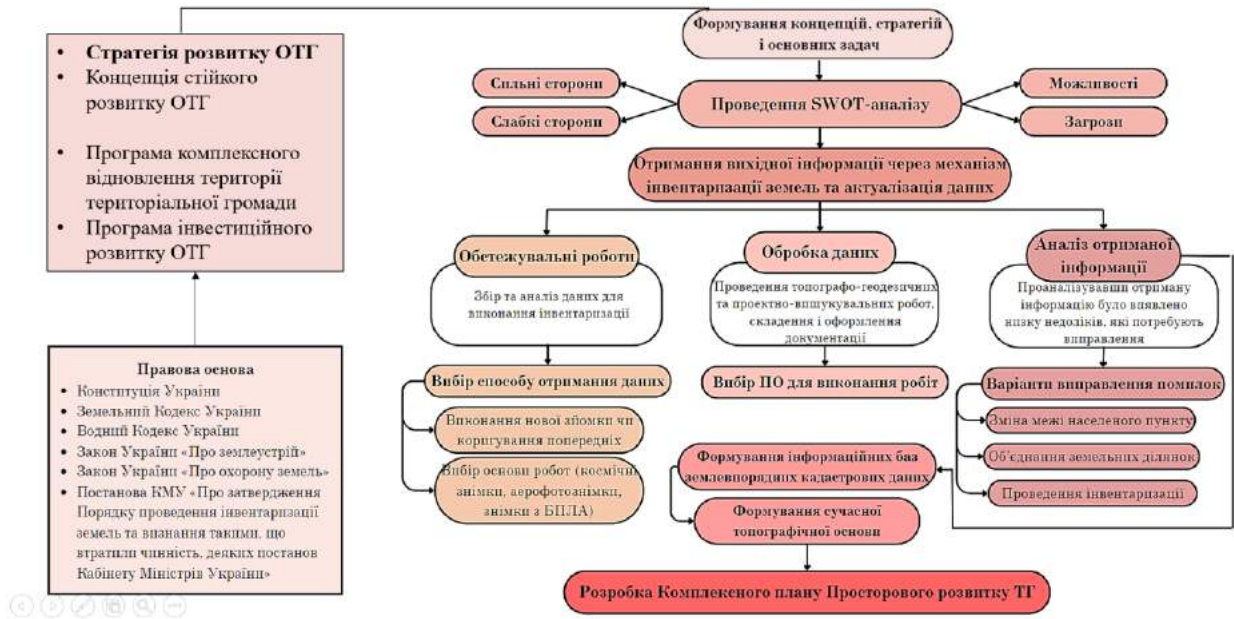 • Стратегія розвитку ОТГ
• Концепція стійкого
розвитку ОТГ
• Програма комплексного
відновлення території
територіальної громади
• Програма інвестиційного
розвитку ОТГ
Правова основа
• Конституція України
• Земельний Кодекс України
• Водний Кодекс України
• Закон України «Про землеустрій»
• Закон України «Про охорону земель»
• Постанова КМУ «Про затвердження
Порядку проведення інвентаризації
земель та визнання такими, що
втратили чинність, деяких постанов
Кабінету Міністрів України»
Формування концепцій, стратегій
і основних задач
Сильні сторони
Слабкі сторони
Проведення SWOT-аналізу
Можливості
Загрози
Отримання вихідної інформації через механізм
інвентаризації земель та актуалізація даних
Обстежувальні роботи
Збір та аналіз даних для
виконання інвентаризації
Вибір способу отримання даних
Виконання нової зйомки чи
коригування попередніх
Вибір основи робот (космічні
знімки, аерофотознімки,
знімки з БПЛА)
Обробка даних
Проведення топографо-геодезичних
та проектно-вишукувальних робот,
складення і оформлення
документації
Вибір ПО для виконання робіт
Аналіз отриманої
інформації
Проаналізувавши отриману
інформацію було виявлено
низку недоліків, які потребують
виправлення
Варіанти виправлення помилок
Зміна межі населеного пункту
Об'єднання земельних ділянок
Проведення інвентаризації
Формування інформаційних баз
землевпорядних кадастрових даних
Формування сучасної
топографічної основи
Розробка Комплексного плану Просторового розвитку ТГ